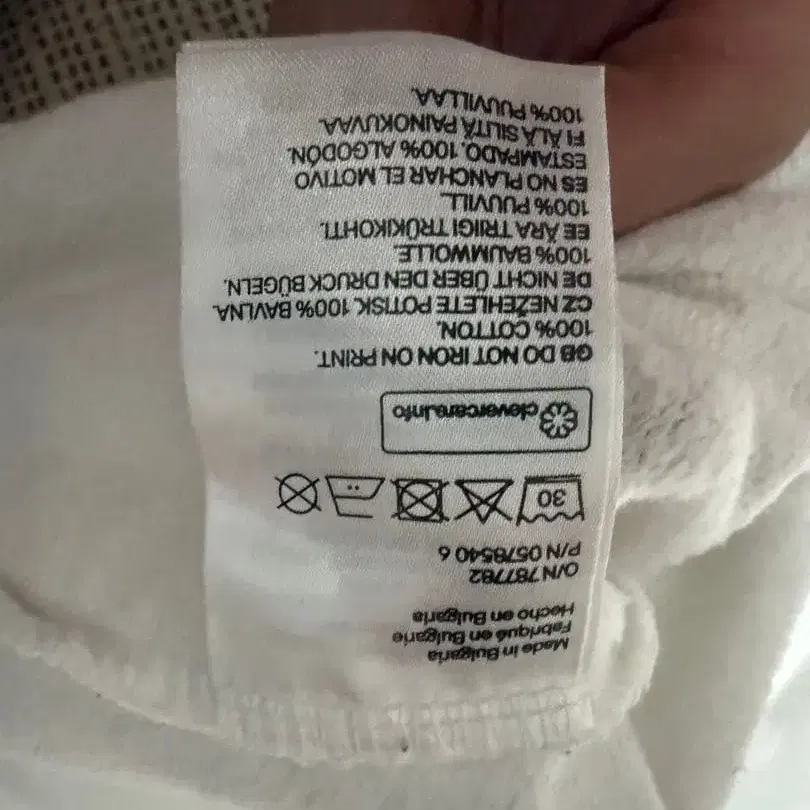 Made in Bulgaria
Fabriqué en Bulgarie
Hecho en Bulgaria
O/N 787782
P/N 0578540 6
30
clevercare.info
GB DO NOT IRON ON PRINT.
100% COTTON.
CZ NEŽEHLETE POTISK. 100% BAVLNA.
DE NICHT ÜBER DEN DRUCK BÜGELN.
100% BAUMWOLLE.
EE ÄRA TRIIGI TRÜKIKOHTI.
100% PUUVILL.
ES NO PLANCHAR EL MOTIVO
ESTAMPADO. 100% ALGODÓN.
FI ÄLÄ SILITÄ PAINOKUVAA.
100% PUUVILLAA.